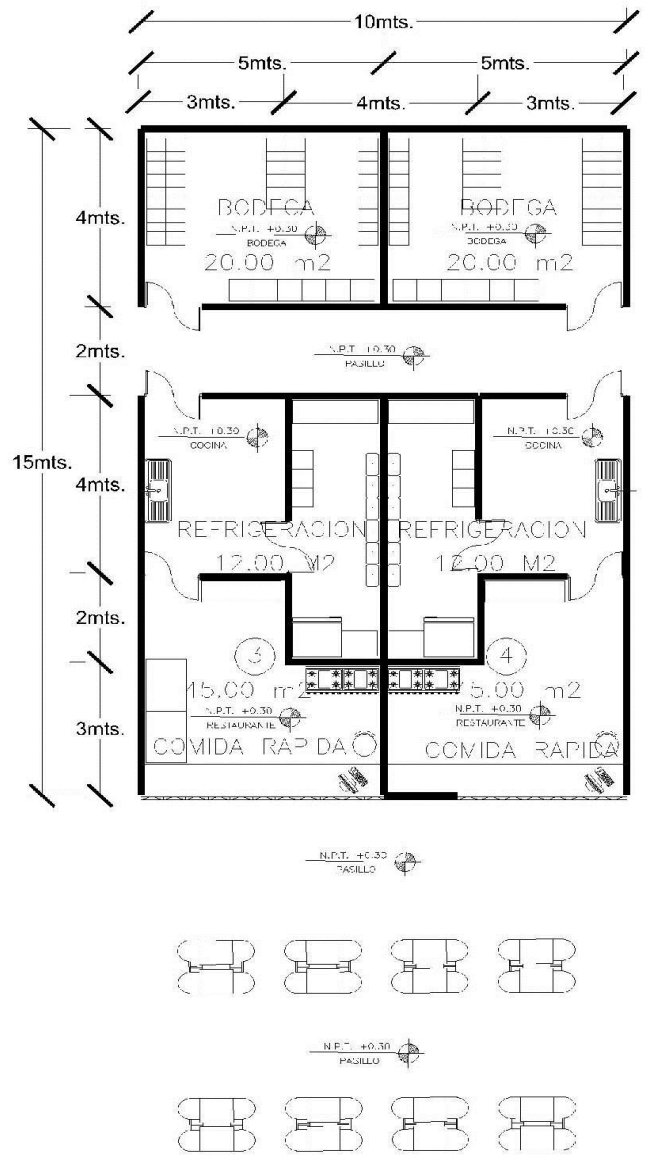 10mts.
5mts. 5mts.
3mts. 4mts. 3mts.
4mts.
BODEGA BODEGA
N.P.T. +0.30 N.P.T. +0.30
BODEGA BODEGA
20.00 m2 20.00 m2
2mts.
N.P.T. +0.30
PASILLO
15mts.
4mts.
N.P.T. +0.30 N.P.T. +0.30
COCINA COCINA
REFRIGERACION REFRIGERACION
12.00 M2 12.00 M2
2mts.
3 4
3mts.
45.00 m2 45.00 m2
N.P.T. +0.30 N.P.T. +0.30
RESTAURANTE RESTAURANTE
COMIDA RAPIDA COMIDA RAPIDA
N.P.T. +0.30
PASILLO
N.P.T. +0.30
PASILLO